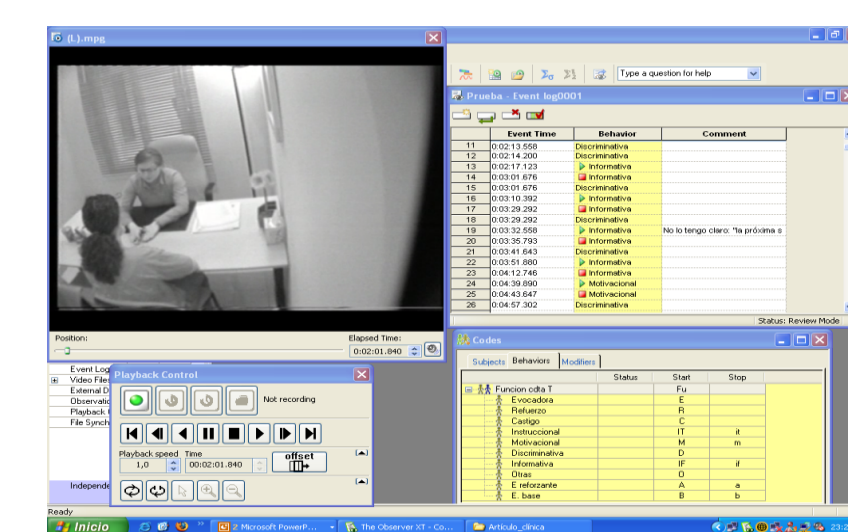 (I.).mpg
Type a question for help
Prueba - Event log0001
Event Time Behavior Comment
11 0:02:13.558 Discriminativa
12 0:02:14.200 Discriminativa
13 0:02:17.123 Informativa
14 0:03:01.676 Informativa
15 0:03:01.676 Discriminativa
16 0:03:10.392 Informativa
17 0:03:29.292 Informativa
18 0:03:29.292 Discriminativa
19 0:03:32.558 Informativa No lo tengo claro: "la próxima s
20 0:03:35.793 Informativa
21 0:03:41.643 Discriminativa
22 0:03:51.880 Informativa
23 0:04:12.746 Informativa
24 0:04:39.890 Motivacional
25 0:04:43.647 Motivacional
26 0:04:57.302 Discriminativa
Status: Review Mode
Position: Elapsed Time:
0:02:01.840
Event Log
Video Files
External D
Observatio
Playback
File Synch
Independe
Playback Control
Not recording
Playback speed Time offset
1,0 00:02:01.840
Codes
Subjects Behaviors Modifiers
Status Start Stop
Funcion cdta T Fu
Evocadora E
Refuerzo R
Castigo C
Instruccional IT it
Motivacional M m
Discriminativa D
Informativa IF if
Otras O
E reforzante A a
E. base B b
Ready
Inicio 2 Microsoft PowerP... The Observer XT - Co... Artículo_clínica 23:2